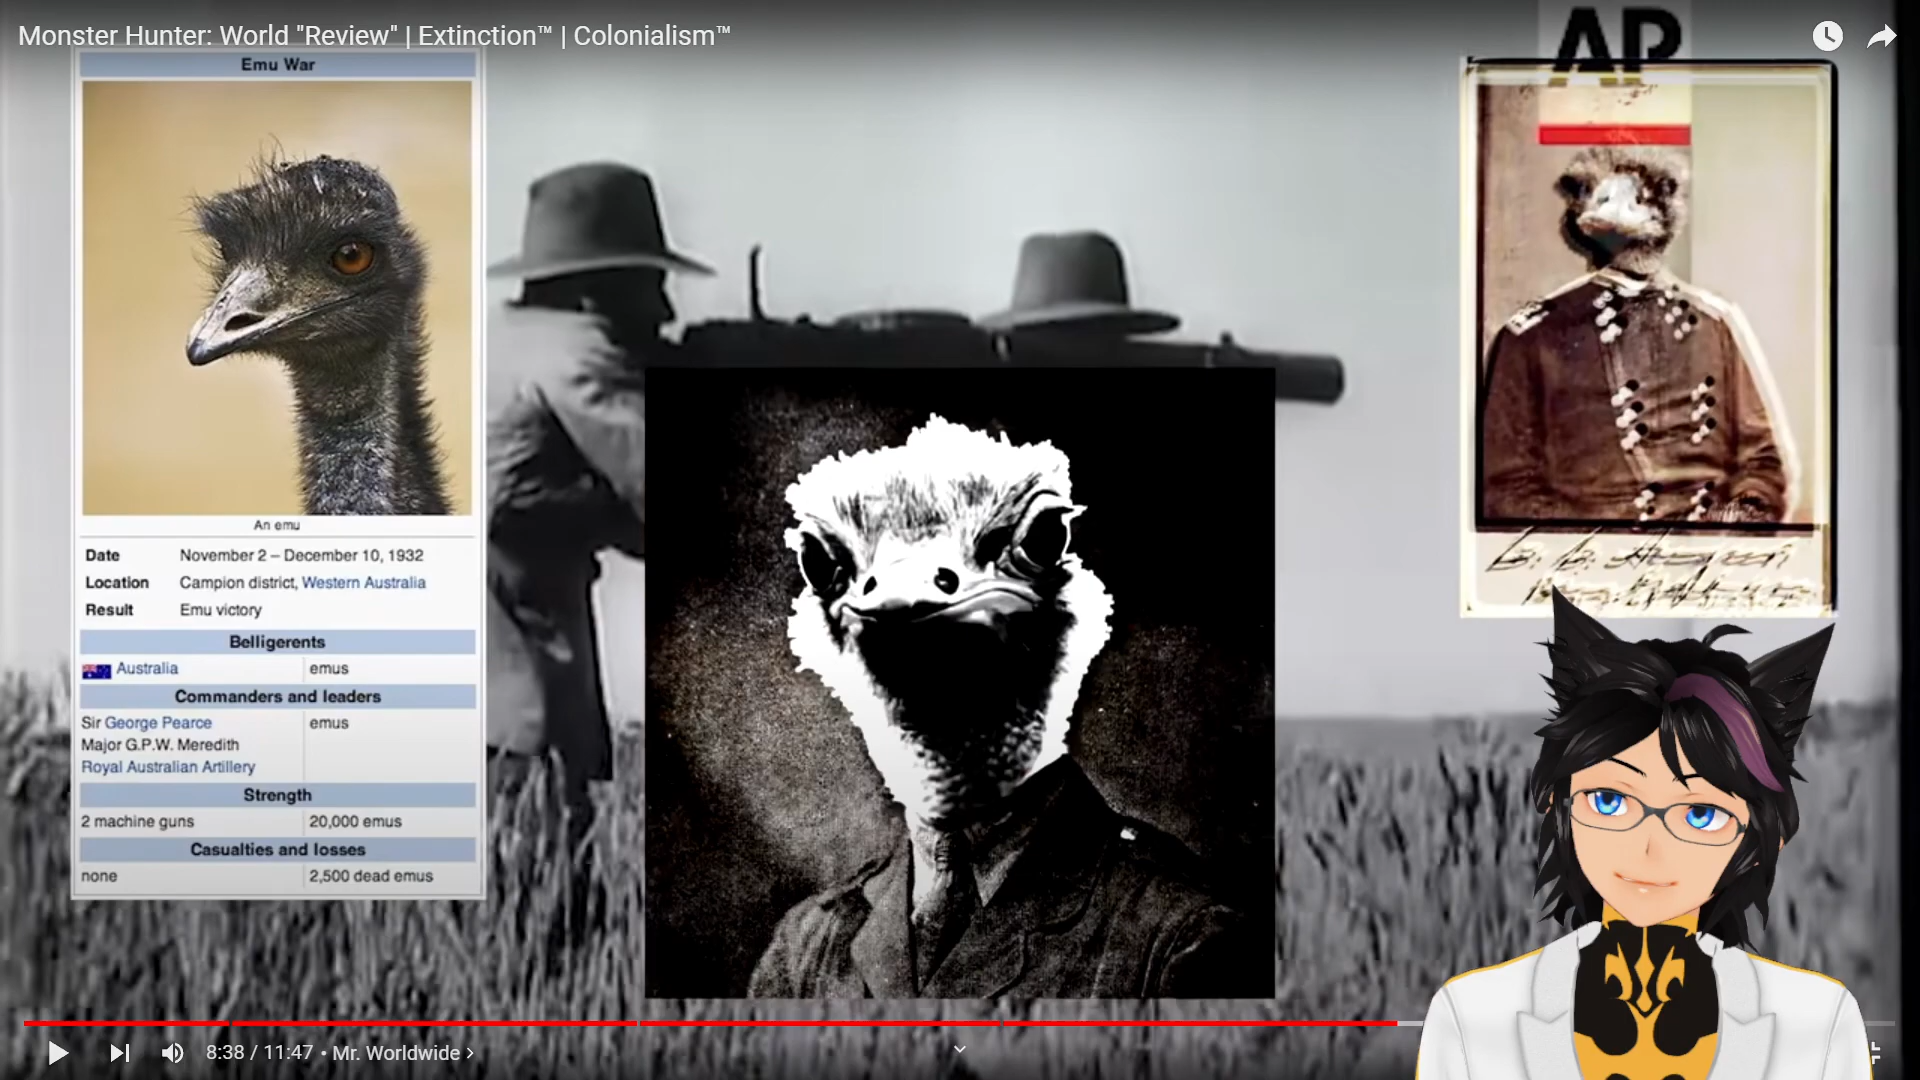 Monster Hunter: World "Review" | Extinction™ | Colonialism™
Emu War
An emu
Date November 2 – December 10, 1932
Location Campion district, Western Australia
Result Emu victory
Belligerents
Australia emus
Commanders and leaders
Sir George Pearce emus
Major G.P.W. Meredith
Royal Australian Artillery
Strength
2 machine guns 20,000 emus
Casualties and losses
none 2,500 dead emus
AP
8:38 / 11:47 • Mr. Worldwide ›